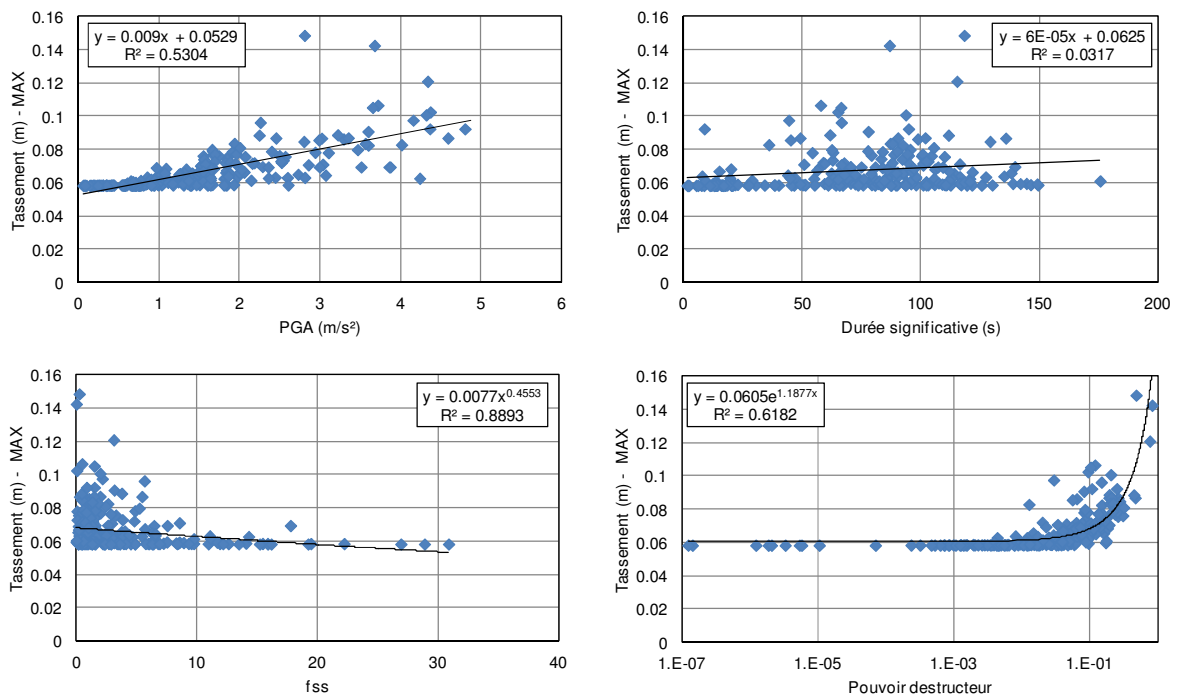 0.16
0.14
0.12
0.1
0.08
0.06
0.04
0.02
0
Tassement (m) - MAX
y = 0.009x + 0.0529
R² = 0.5304
0 1 2 3 4 5 6
PGA (m/s²)
0.16
0.14
0.12
0.1
0.08
0.06
0.04
0.02
0
Tassement (m) - MAX
y = 6E-05x + 0.0625
R² = 0.0317
0 50 100 150 200
Durée significative (s)
0.16
0.14
0.12
0.1
0.08
0.06
0.04
0.02
0
Tassement (m) - MAX
y = 0.0077x^0.4553
R² = 0.8893
0 10 20 30 40
fss
0.16
0.14
0.12
0.1
0.08
0.06
0.04
0.02
0
Tassement (m) - MAX
y = 0.0605e^1.1877x
R² = 0.6182
1.E-07 1.E-05 1.E-03 1.E-01
Pouvoir destructeur